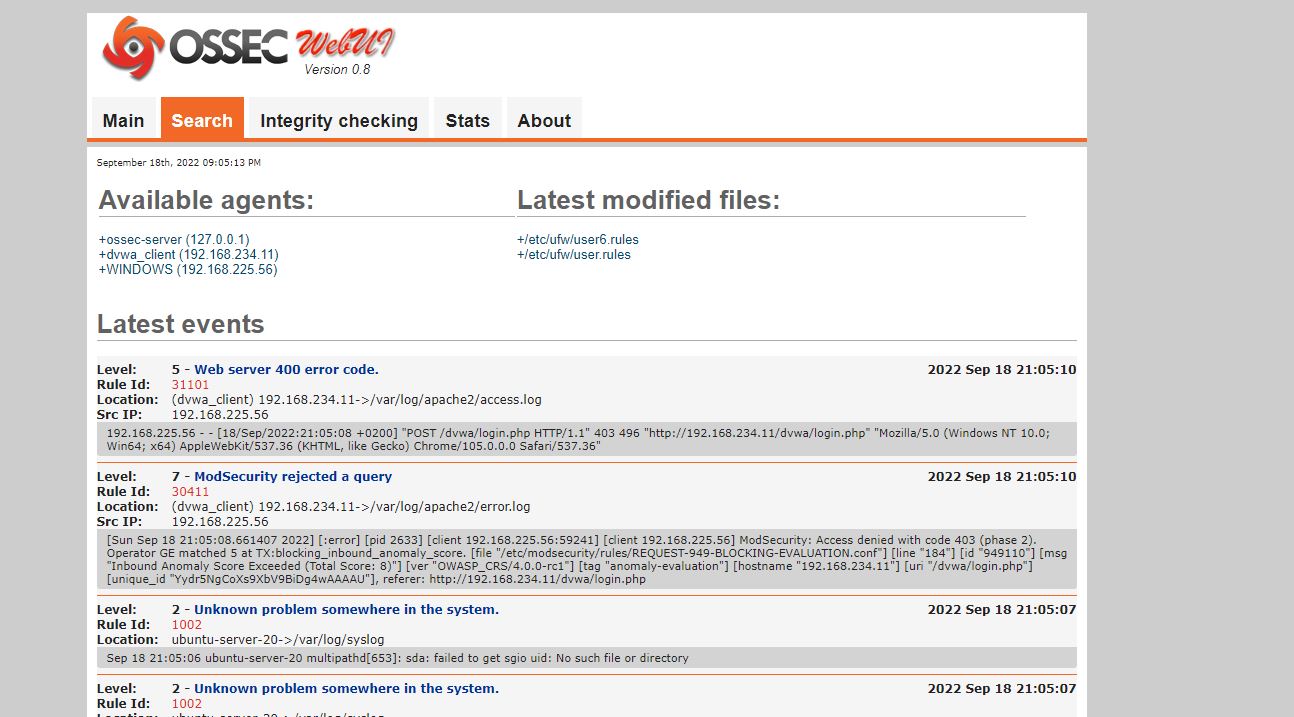 OSSEC WebUI
Version 0.8
Main Search Integrity checking Stats About
September 18th, 2022 09:05:13 PM
Available agents:
+ossec-server (127.0.0.1)
+dvwa_client (192.168.234.11)
+WINDOWS (192.168.225.56)
Latest modified files:
+/etc/ufw/user6.rules
+/etc/ufw/user.rules
Latest events
Level: 5 - Web server 400 error code. 2022 Sep 18 21:05:10
Rule Id: 31101
Location: (dvwa_client) 192.168.234.11->/var/log/apache2/access.log
Src IP: 192.168.225.56
192.168.225.56 - - [18/Sep/2022:21:05:08 +0200] "POST /dvwa/login.php HTTP/1.1" 403 496 "http://192.168.234.11/dvwa/login.php" "Mozilla/5.0 (Windows NT 10.0;
Win64; x64) AppleWebKit/537.36 (KHTML, like Gecko) Chrome/105.0.0.0 Safari/537.36"
Level: 7 - ModSecurity rejected a query 2022 Sep 18 21:05:10
Rule Id: 30411
Location: (dvwa_client) 192.168.234.11->/var/log/apache2/error.log
Src IP: 192.168.225.56
[Sun Sep 18 21:05:08.661407 2022] [:error] [pid 2633] [client 192.168.225.56:59241] [client 192.168.225.56] ModSecurity: Access denied with code 403 (phase 2).
Operator GE matched 5 at TX:blocking_inbound_anomaly_score. [file "/etc/modsecurity/rules/REQUEST-949-BLOCKING-EVALUATION.conf"] [line "184"] [id "949110"] [msg
"Inbound Anomaly Score Exceeded (Total Score: 8)"] [ver "OWASP_CRS/4.0.0-rc1"] [tag "anomaly-evaluation"] [hostname "192.168.234.11"] [uri "/dvwa/login.php"]
[unique_id "Yydr5NgCoXs9XbV9BiDg4wAAAAU"], referer: http://192.168.234.11/dvwa/login.php
Level: 2 - Unknown problem somewhere in the system. 2022 Sep 18 21:05:07
Rule Id: 1002
Location: ubuntu-server-20->/var/log/syslog
Sep 18 21:05:06 ubuntu-server-20 multipathd[653]: sda: failed to get sgio uid: No such file or directory
Level: 2 - Unknown problem somewhere in the system. 2022 Sep 18 21:05:07
Rule Id: 1002
Location: ubuntu-server-20->/var/log/syslog